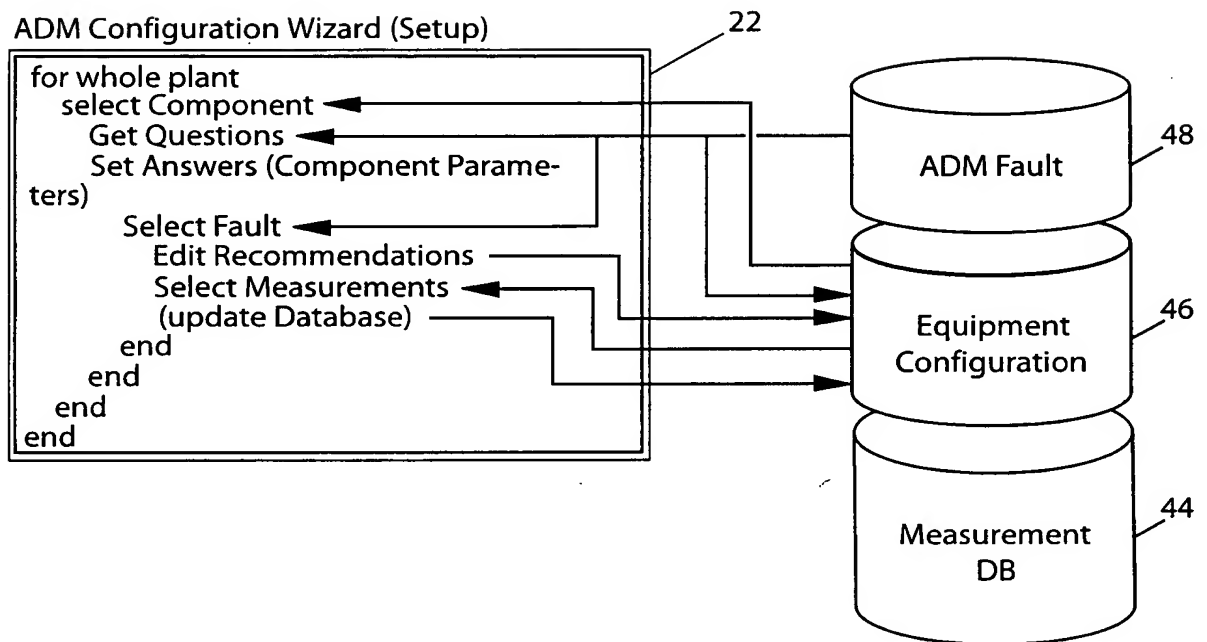 ADM Configuration Wizard (Setup)
22
for whole plant
select Component
Get Questions
Set Answers (Component Parame-
ters)
Select Fault
Edit Recommendations
Select Measurements
(update Database)
end
end
end
end
ADM Fault
48
Equipment
Configuration
46
Measurement
DB
44